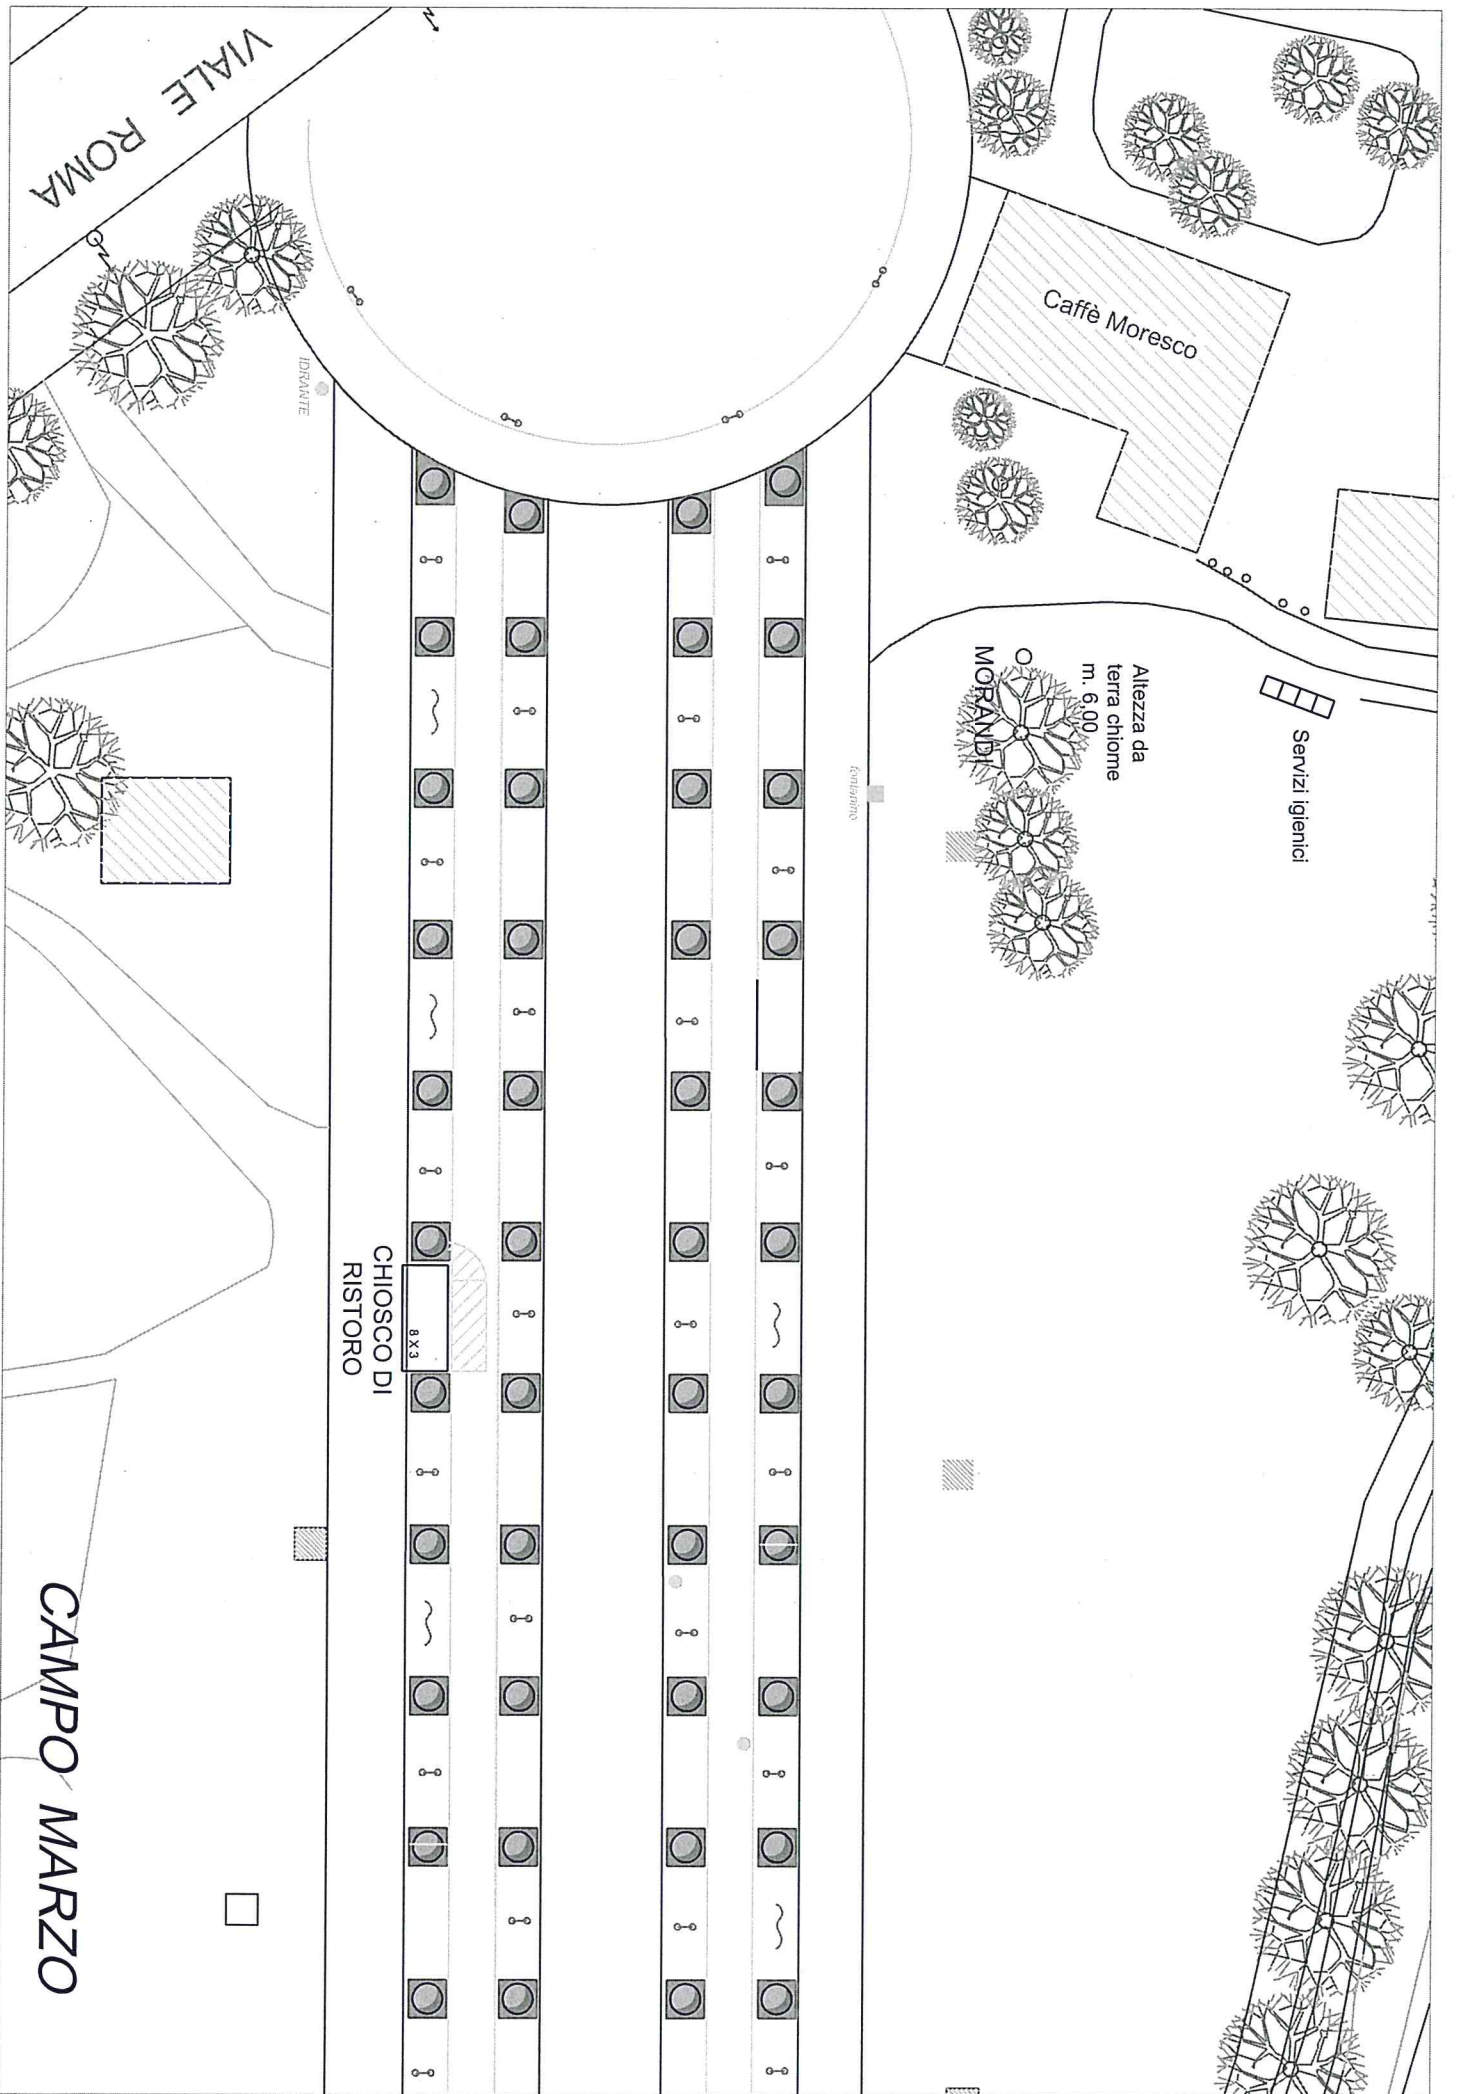 VIALE ROMA
Caffè Moresco
IDRANTE
MORANDI
Altezza da
terra chiome
m. 6,00
Servizi igienici
fontanino
CHIOSCO DI
RISTORO
8 X 3
CAMPO MARZO